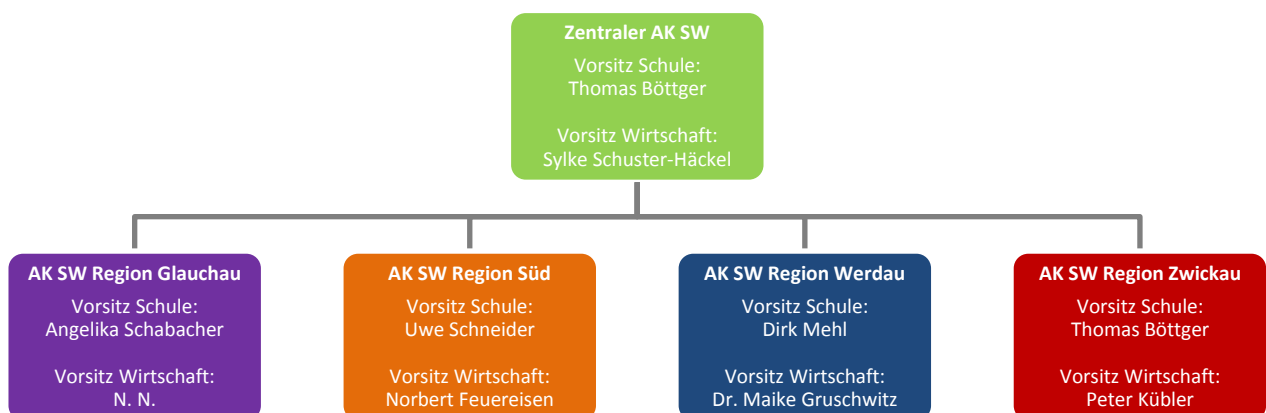 Zentraler AK SW
Vorsitz Schule:
Thomas Böttger
Vorsitz Wirtschaft:
Sylke Schuster-Häckel
AK SW Region Glauchau
Vorsitz Schule:
Angelika Schabacher
Vorsitz Wirtschaft:
N. N.
AK SW Region Süd
Vorsitz Schule:
Uwe Schneider
Vorsitz Wirtschaft:
Norbert Feuereisen
AK SW Region Werdau
Vorsitz Schule:
Dirk Mehl
Vorsitz Wirtschaft:
Dr. Maike Gruschwitz
AK SW Region Zwickau
Vorsitz Schule:
Thomas Böttger
Vorsitz Wirtschaft:
Peter Kübler